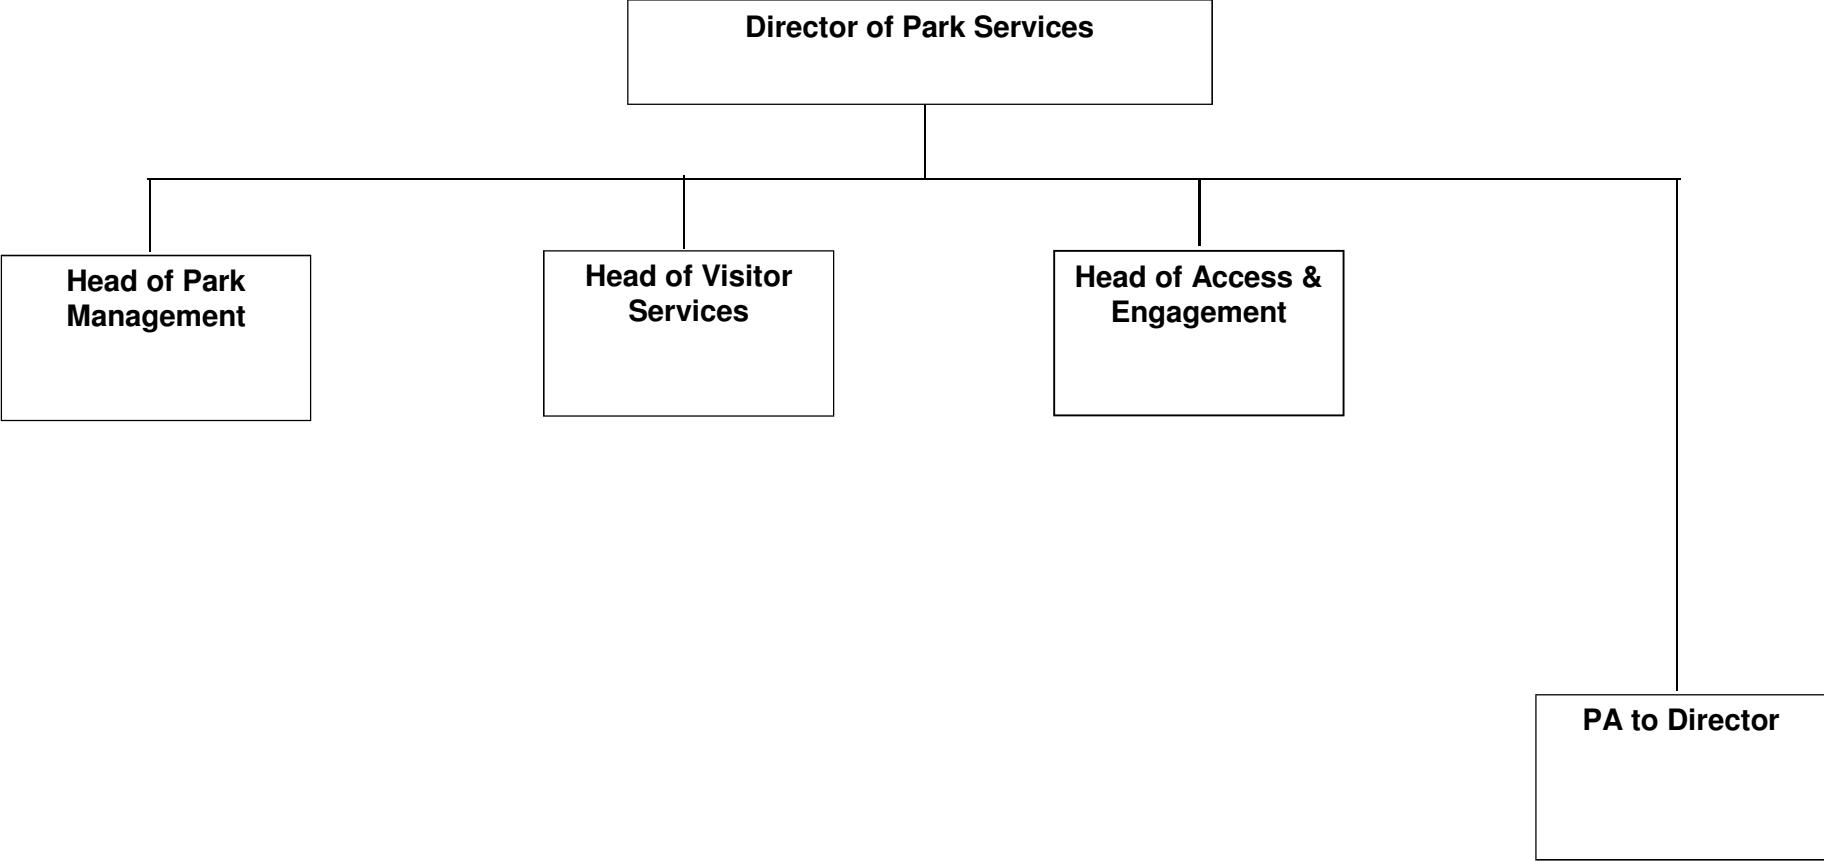 Director of Park Services
Head of Park
Management
Head of Visitor
Services
Head of Access &
Engagement
PA to Director